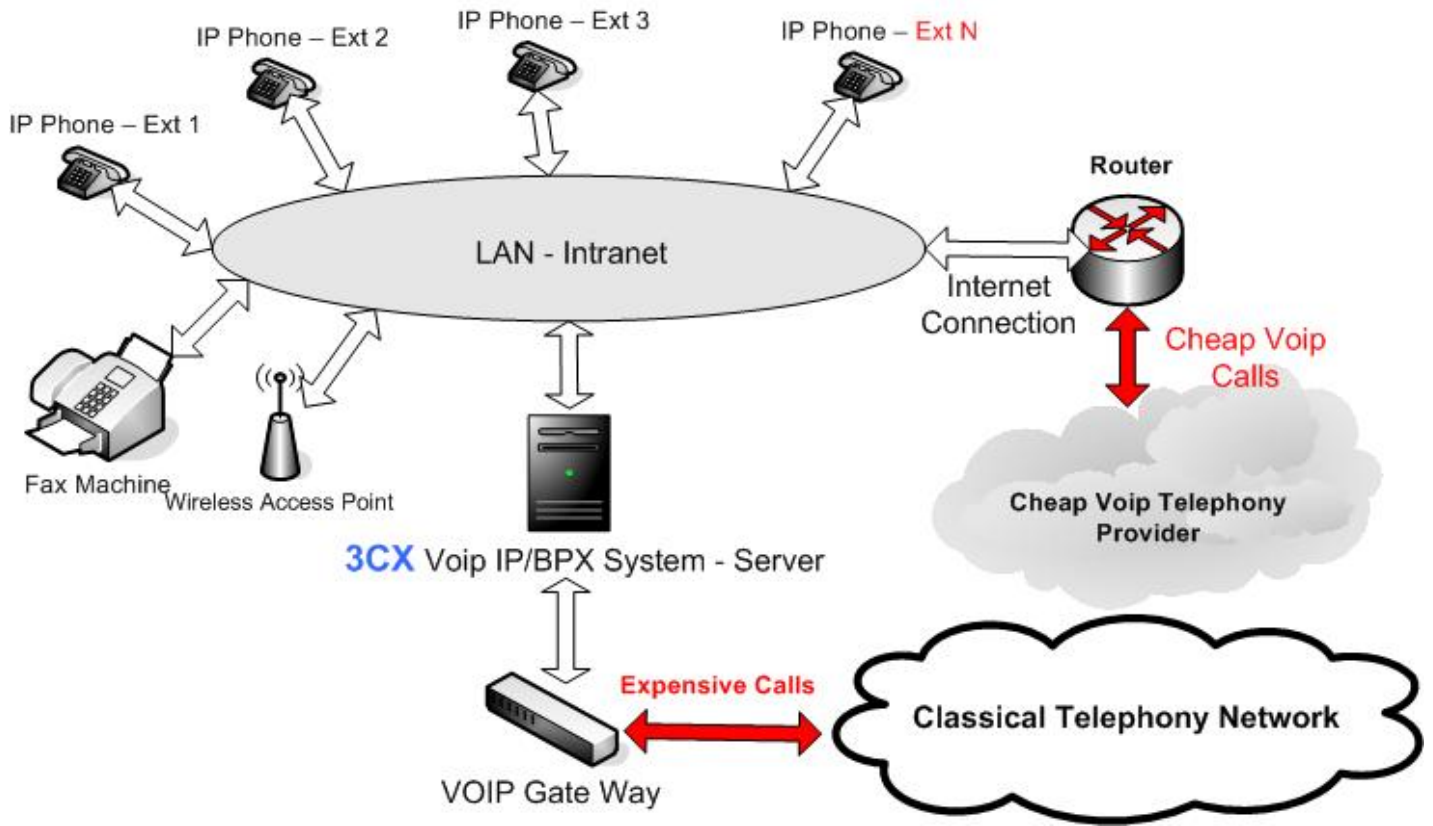 IP Phone – Ext 3
IP Phone – Ext N
IP Phone – Ext 2
IP Phone – Ext 1
Router
LAN - Intranet
Internet
Connection
Cheap Voip
Calls
Fax Machine
Wireless Access Point
Cheap Voip Telephony
Provider
3CX Voip IP/BPX System - Server
Expensive Calls
Classical Telephony Network
VOIP Gate Way